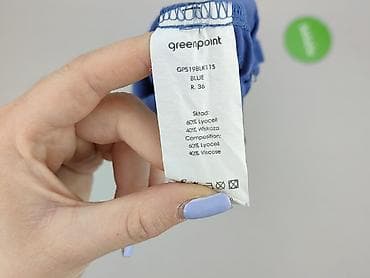 greenpoint
GPS19BLK115
BLUE
R. 36
Skład:
60% Lyocell
40% Wiskoza
Composition:
60% Lyocell
40% Viscose